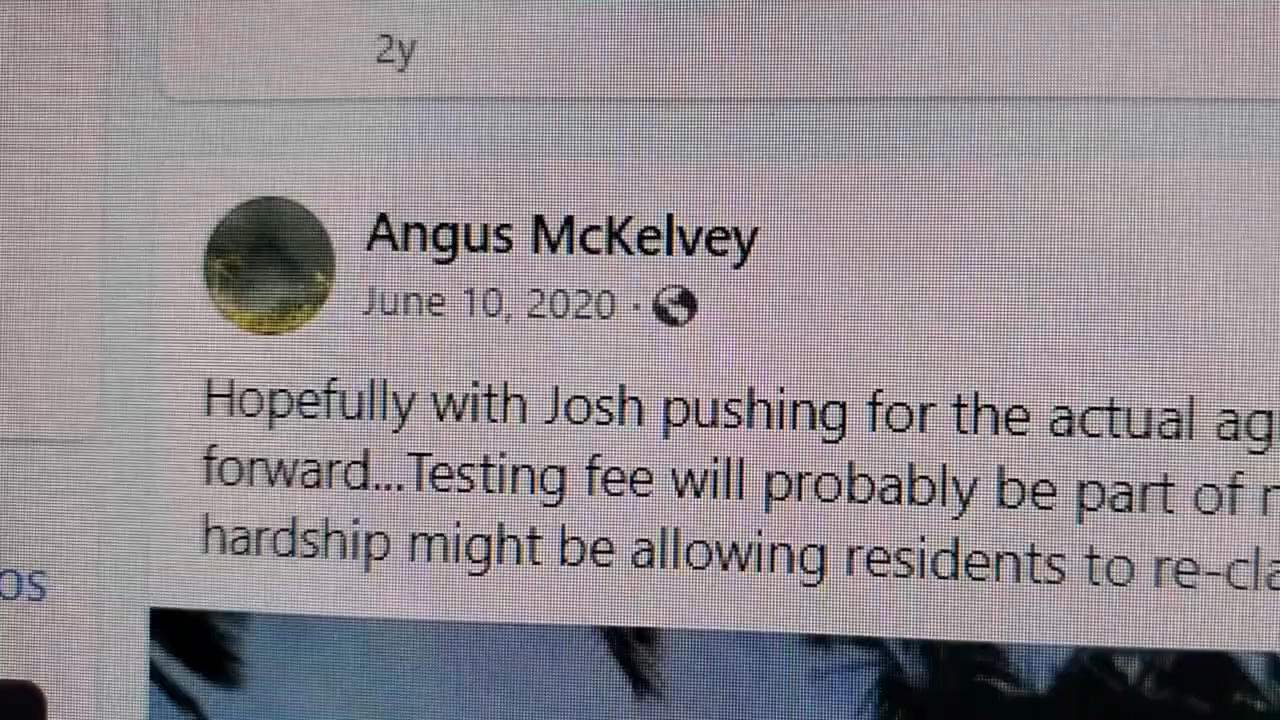 2y
Angus McKelvey
June 10, 2020 ·
Hopefully with Josh pushing for the actual ag
forward...Testing fee will probably be part of
hardship might be allowing residents to re-cla
os